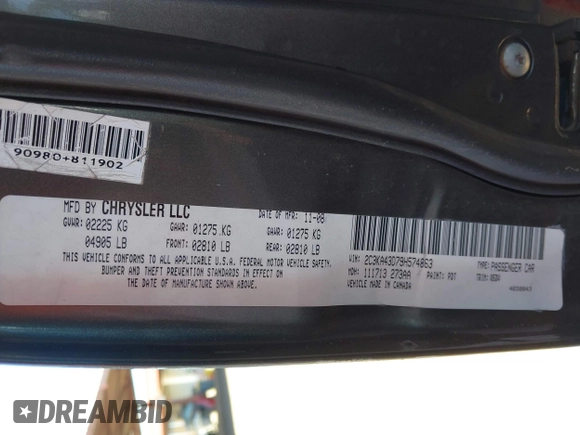 90980+811902
MFD BY CHRYSLER LLC
DATE OF MFR: 11-08
GVWR: 02225 KG GAWR: 01275 KG GAWR: 01275 KG
04905 LB FRONT: 02810 LB REAR: 02810 LB
THIS VEHICLE CONFORMS TO ALL APPLICABLE U.S.A. FEDERAL MOTOR VEHICLE SAFETY,
BUMPER AND THEFT PREVENTION STANDARDS IN EFFECT ON
THE DATE OF MANUFACTURE SHOWN ABOVE.
VIN: 2C3KA43D79H574863 TYPE: PASSENGER CAR
MDH: 111713 273AA PAINT: PDT TRIM:
VEHICLE MADE IN CANADA
DREAMBID